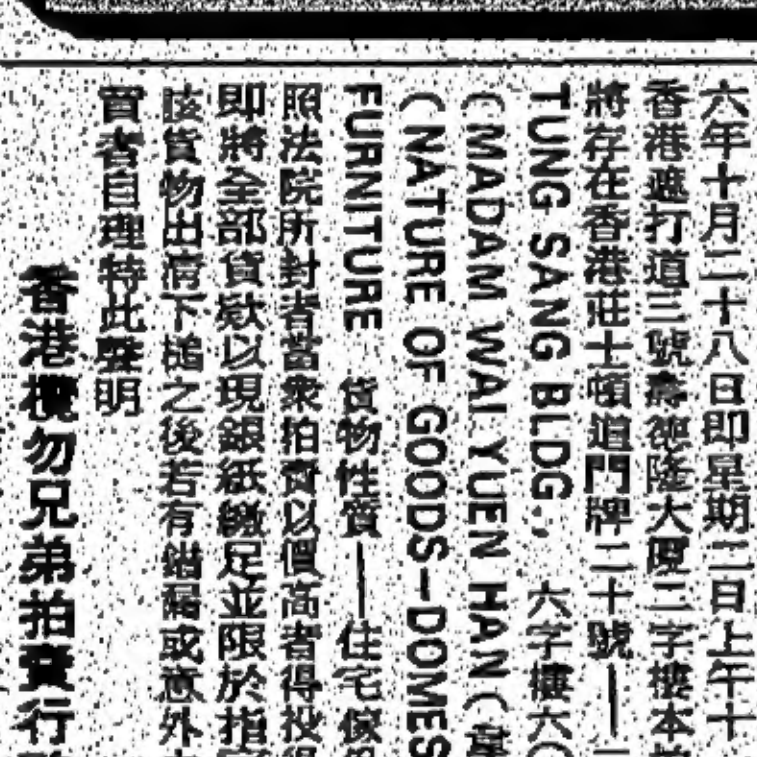 六年十月二十八日即星期二日上午十
香港遮打道三號壽德隆大厦二字樓本
將存在香港莊士頓道門牌二十號——
TUNG SANG BLDG., 六字樓六
(MADAM WAI YUEN HAN(
(NATURE OF GOODS—DOMES
FURNITURE 貨物性質——住宅傢
照法院所封者當衆拍賣以價高者得投
即將全部貨欵以現銀紙繳足並限於指
該貨物出清下槌之後若有錯漏或意外
買者自理特此聲明
香港欖勿兄弟拍賣行